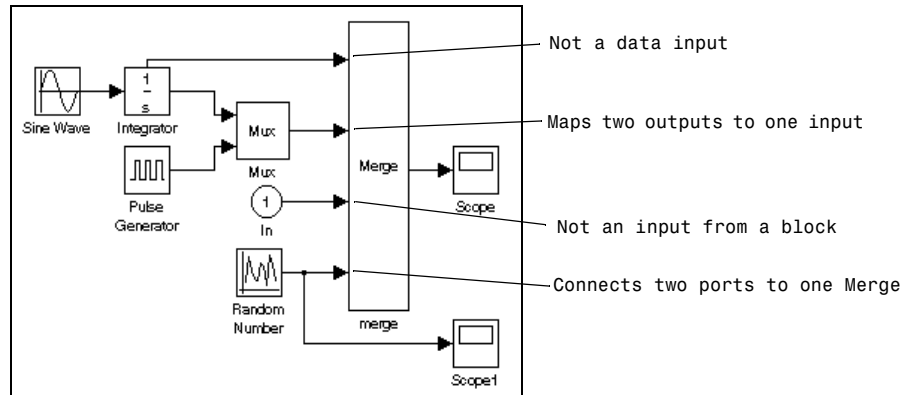 Not a data input
1
s
Sine Wave
Integrator
Maps two outputs to one input
Mux
Mux
Merge
Pulse
Generator
Scope
1
In
Not an input from a block
Connects two ports to one Merge
Random
Number
merge
Scope1